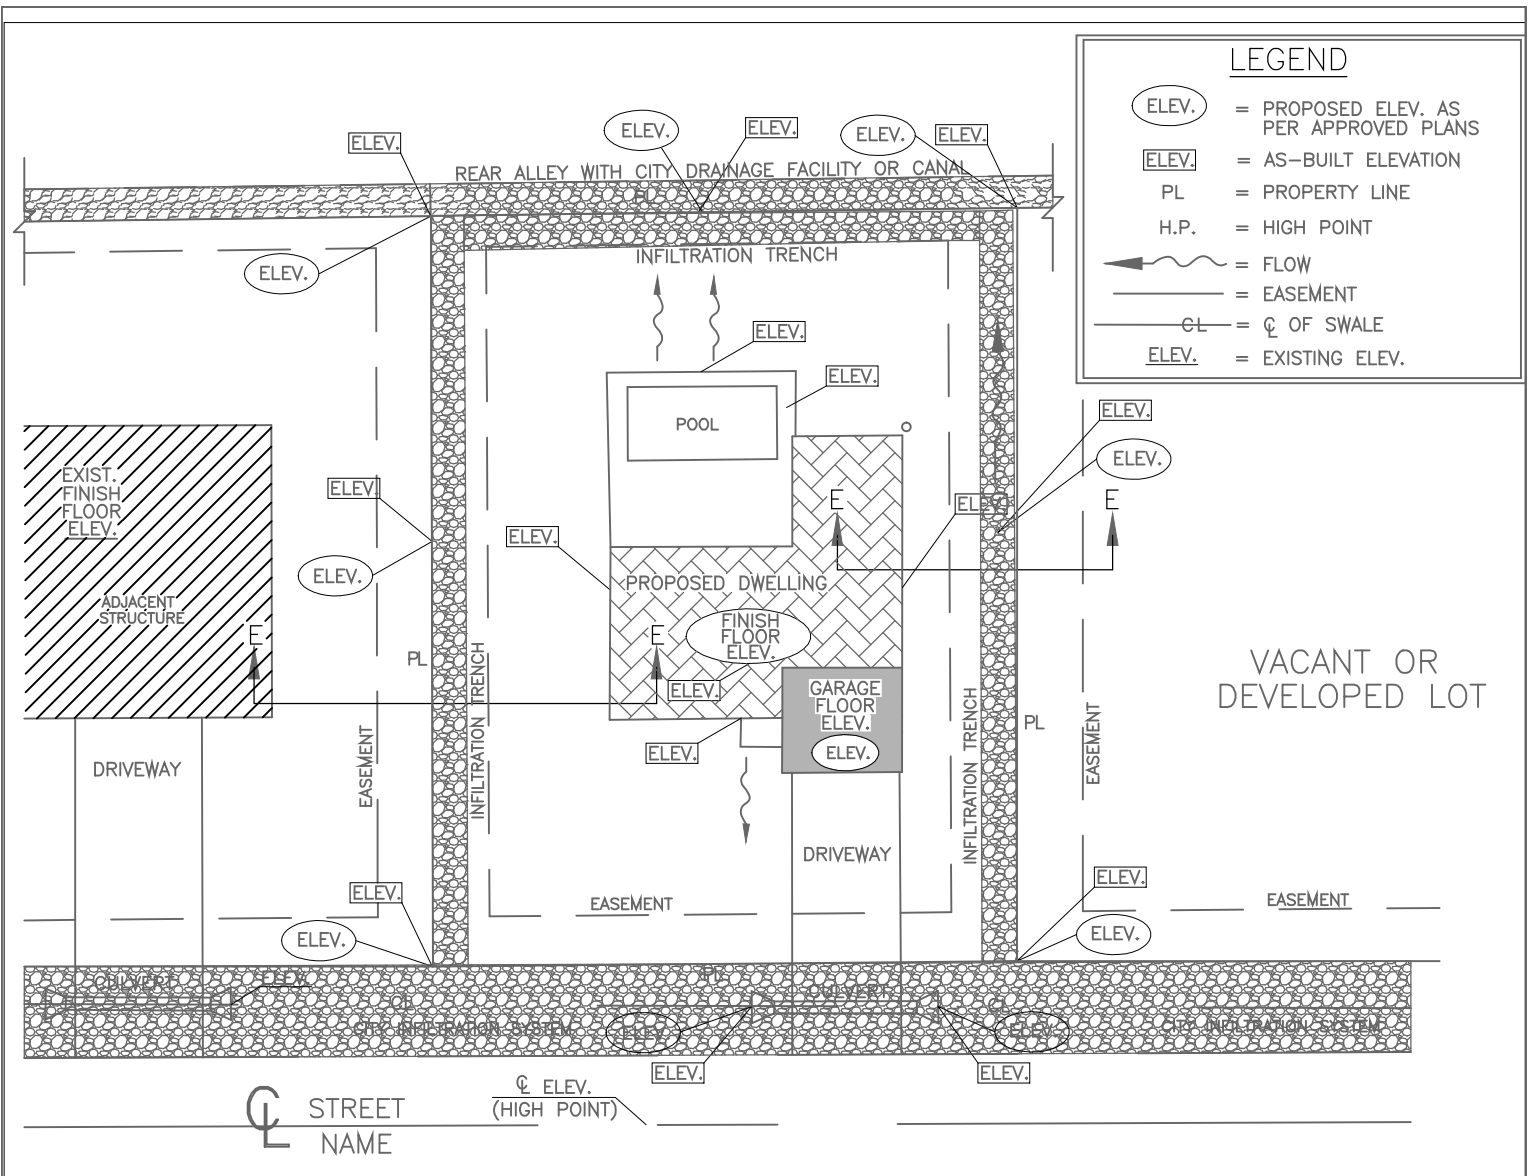 LEGEND
ELEV. = PROPOSED ELEV. AS
PER APPROVED PLANS
ELEV. = AS-BUILT ELEVATION
PL = PROPERTY LINE
H.P. = HIGH POINT
= FLOW
= EASEMENT
CL = ℄ OF SWALE
ELEV. = EXISTING ELEV.
ELEV.
ELEV.
ELEV.
ELEV.
ELEV.
REAR ALLEY WITH CITY DRAINAGE FACILITY OR CANAL
PL
INFILTRATION TRENCH
ELEV.
ELEV.
ELEV.
POOL
ELEV.
ELEV.
EXIST.
FINISH
FLOOR
ELEV.
ELEV.
E
ELEV.
E
ELEV.
ELEV.
PROPOSED DWELLING
ADJACENT
STRUCTURE
FINISH
FLOOR
ELEV.
E
E
PL
ELEV.
GARAGE
FLOOR
ELEV.
ELEV.
VACANT OR
DEVELOPED LOT
PL
ELEV.
INFILTRATION TRENCH
INFILTRATION TRENCH
EASEMENT
EASEMENT
DRIVEWAY
DRIVEWAY
ELEV.
ELEV.
EASEMENT
EASEMENT
ELEV.
ELEV.
PL
CULVERT
ELEV.
CULVERT
CL
CL
CITY INFILTRATION SYSTEM
ELEV.
ELEV.
CITY INFILTRATION SYSTEM
ELEV.
ELEV.
℄ ELEV.
(HIGH POINT)
℄ STREET
NAME